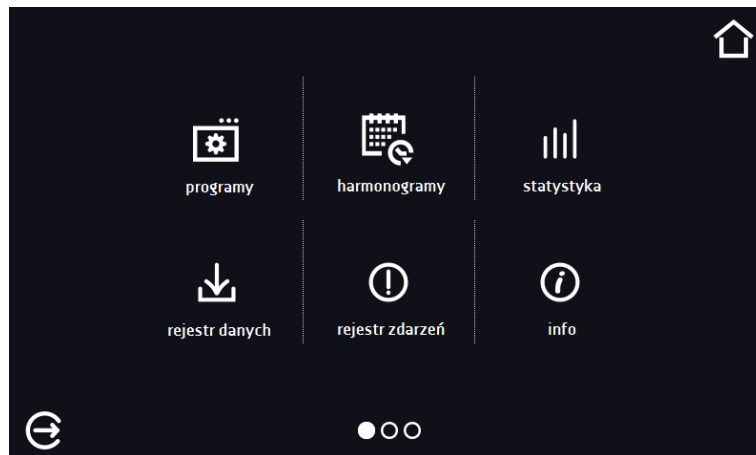 programy
harmonogramy
statystyka
rejestr danych
rejestr zdarzeń
info